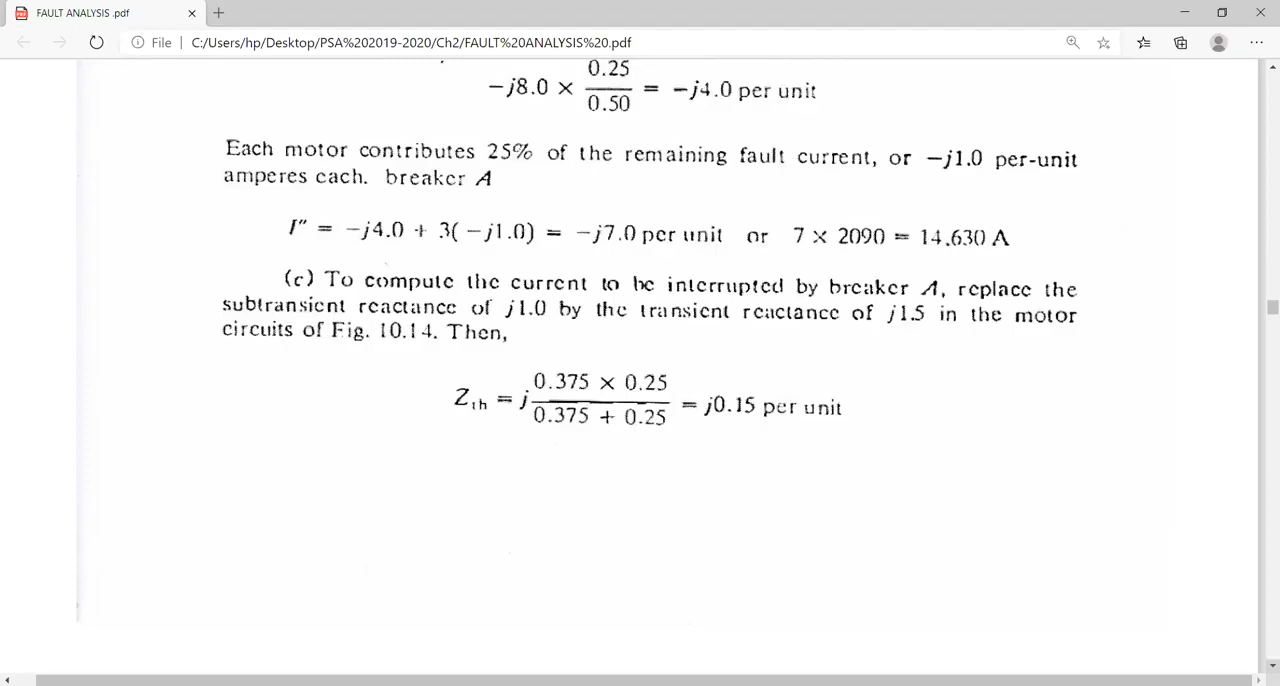 FAULT ANALYSIS .pdf
File | C:/Users/hp/Desktop/PSA%202019-2020/Ch2/FAULT%20ANALYSIS%20.pdf
−j8.0 × 0.25/0.50 = −j4.0 per unit
Each motor contributes 25% of the remaining fault current, or −j1.0 per-unit
amperes each. breaker A
I″ = −j4.0 + 3(−j1.0) = −j7.0 per unit or 7 × 2090 = 14,630 A
(c) To compute the current to be interrupted by breaker A, replace the
subtransient reactance of j1.0 by the transient reactance of j1.5 in the motor
circuits of Fig. 10.14. Then,
Zth = j 0.375 × 0.25/0.375 + 0.25 = j0.15 per unit